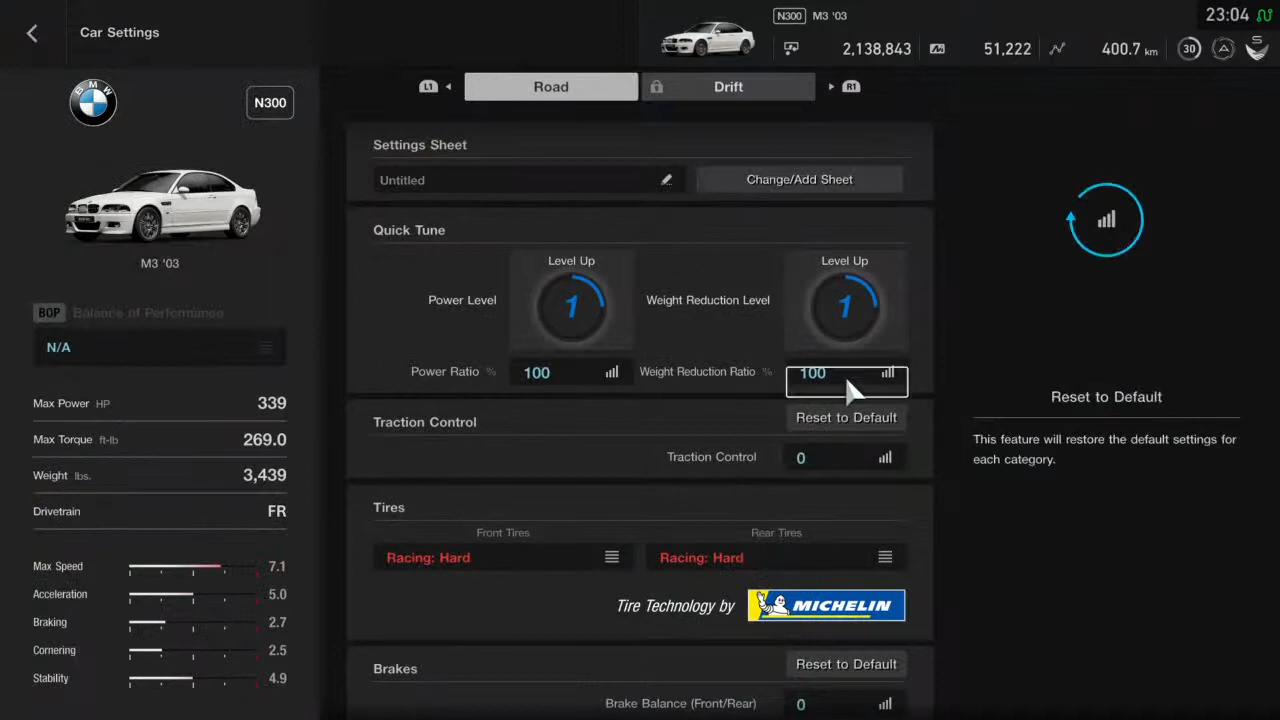 Car Settings
N300 M3 '03
23:04
2,138,843
51,222
400.7 km
30
S
BMW
N300
L1
Road
Drift
R1
M3 '03
BOP Balance of Performance
N/A
Max Power HP 339
Max Torque ft-lb 269.0
Weight lbs. 3,439
Drivetrain FR
Max Speed 7.1
Acceleration 5.0
Braking 2.7
Cornering 2.5
Stability 4.9
Settings Sheet
Untitled
Change/Add Sheet
Quick Tune
Level Up
Level Up
Power Level 1
Weight Reduction Level 1
Power Ratio % 100
Weight Reduction Ratio % 100
Traction Control
Reset to Default
Traction Control 0
Tires
Front Tires
Rear Tires
Racing: Hard
Racing: Hard
Tire Technology by MICHELIN
Brakes
Reset to Default
Brake Balance (Front/Rear) 0
Reset to Default
This feature will restore the default settings for
each category.